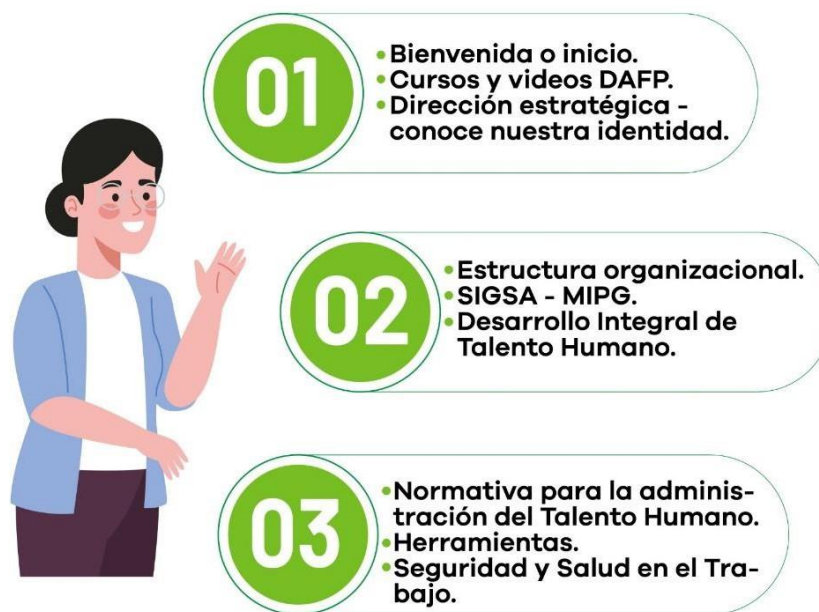 01
• Bienvenida o inicio.
• Cursos y videos DAFP.
• Dirección estratégica -
conoce nuestra identidad.
02
• Estructura organizacional.
• SIGSA - MIPG.
• Desarrollo Integral de
Talento Humano.
03
• Normativa para la adminis-
tración del Talento Humano.
• Herramientas.
• Seguridad y Salud en el Tra-
bajo.